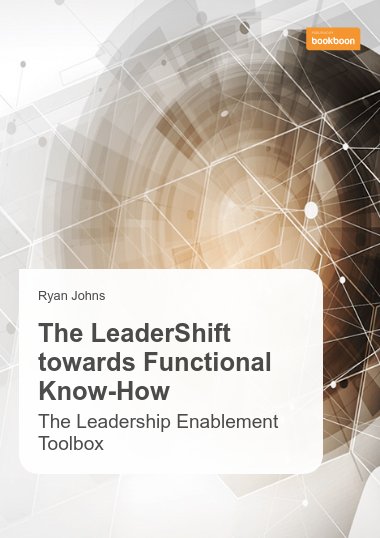 bookboon
Ryan Johns
The LeaderShift
towards Functional
Know-How
The Leadership Enablement
Toolbox